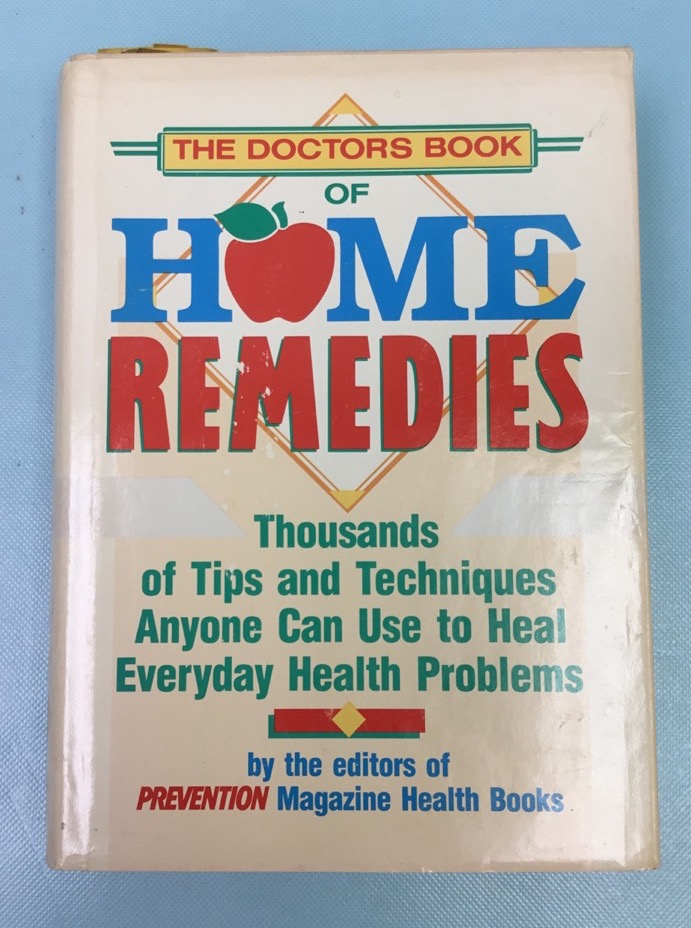 THE DOCTORS BOOK
OF
HOME
REMEDIES
Thousands
of Tips and Techniques
Anyone Can Use to Heal
Everyday Health Problems
by the editors of
PREVENTION Magazine Health Books